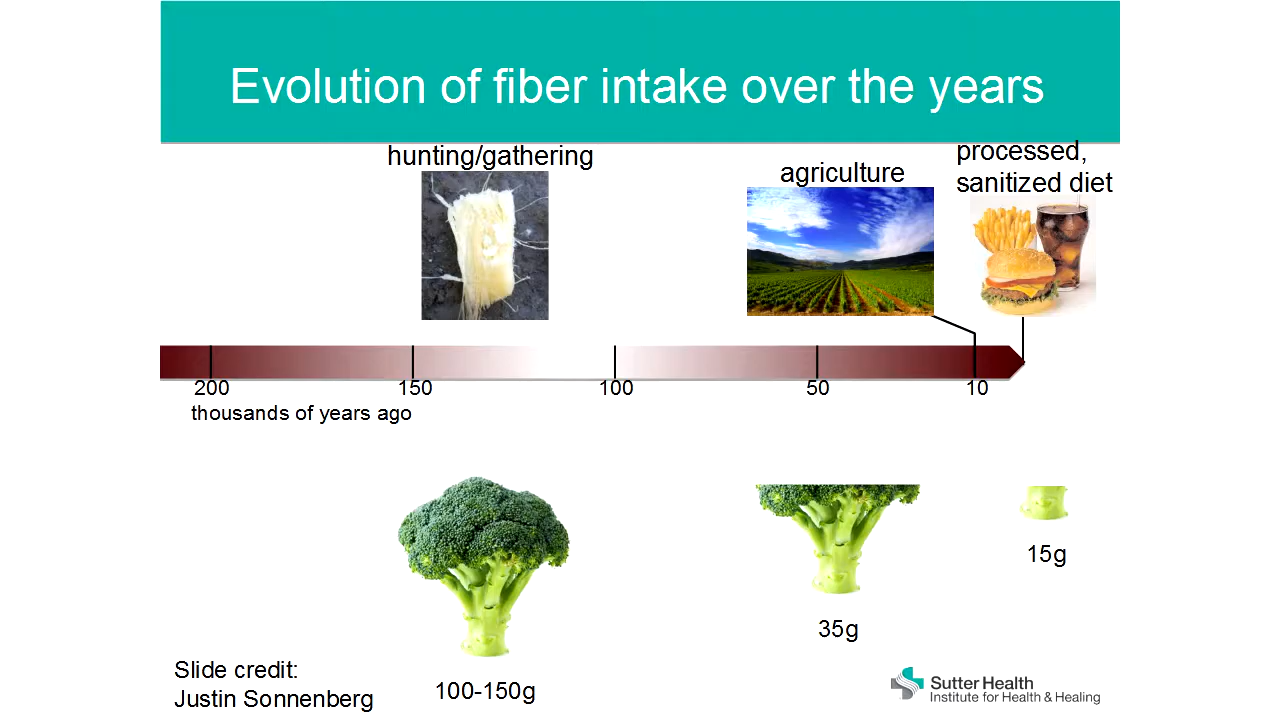 Evolution of fiber intake over the years
hunting/gathering
agriculture
processed,
sanitized diet
200
150
100
50
10
thousands of years ago
100-150g
35g
15g
Slide credit:
Justin Sonnenberg
Sutter Health
Institute for Health & Healing